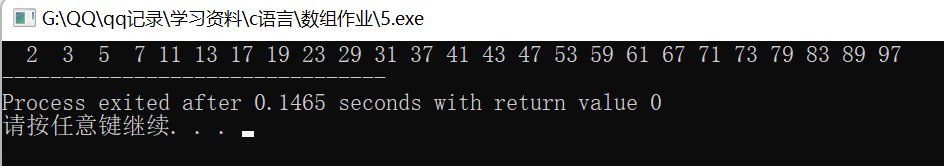 G:\QQ\qq记录\学习资料\c语言\数组作业\5.exe
2 3 5 7 11 13 17 19 23 29 31 37 41 43 47 53 59 61 67 71 73 79 83 89 97
--------------------------------
Process exited after 0.1465 seconds with return value 0
请按任意键继续. . .